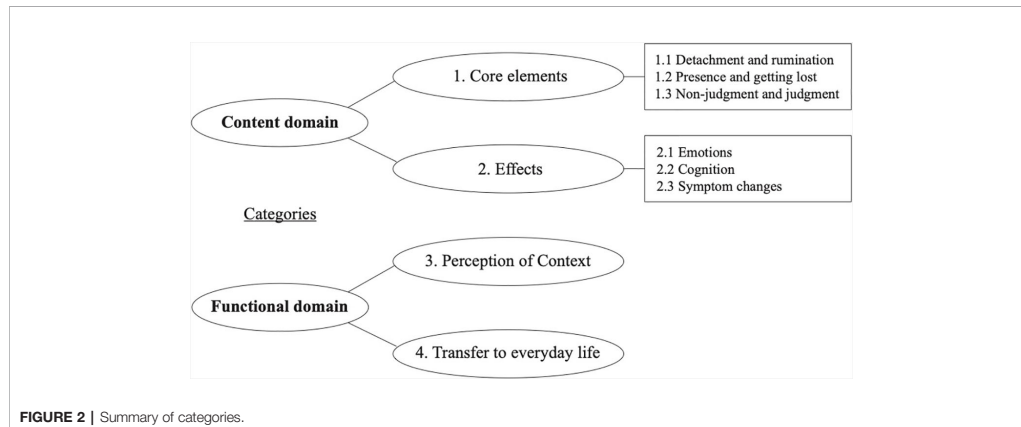 1. Core elements
1.1 Detachment and rumination
1.2 Presence and getting lost
1.3 Non-judgment and judgment
Content domain
2. Effects
2.1 Emotions
2.2 Cognition
2.3 Symptom changes
Categories
3. Perception of Context
Functional domain
4. Transfer to everyday life
FIGURE 2 | Summary of categories.